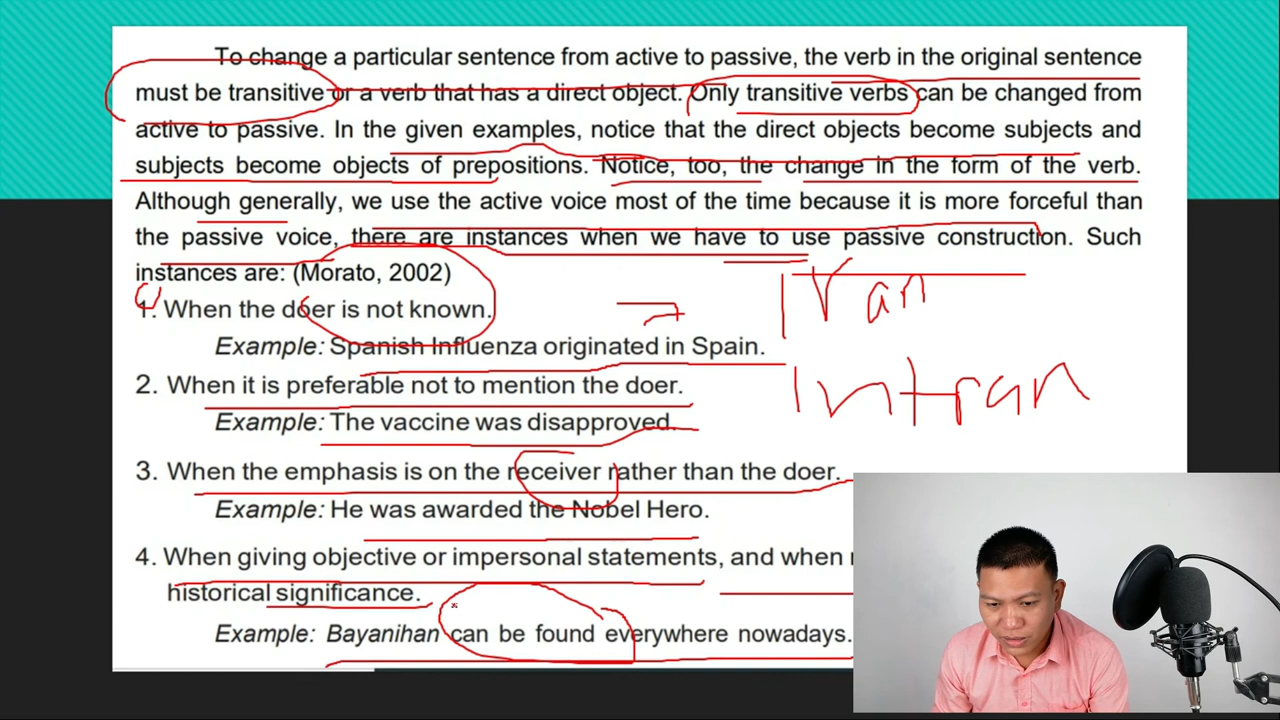 To change a particular sentence from active to passive, the verb in the original sentence
must be transitive or a verb that has a direct object. Only transitive verbs can be changed from
active to passive. In the given examples, notice that the direct objects become subjects and
subjects become objects of prepositions. Notice, too, the change in the form of the verb.
Although generally, we use the active voice most of the time because it is more forceful than
the passive voice, there are instances when we have to use passive construction. Such
instances are: (Morato, 2002)
1. When the doer is not known.
Example: Spanish Influenza originated in Spain.
2. When it is preferable not to mention the doer.
Example: The vaccine was disapproved.
3. When the emphasis is on the receiver rather than the doer.
Example: He was awarded the Nobel Hero.
4. When giving objective or impersonal statements, and when
historical significance.
Example: Bayanihan can be found everywhere nowadays.
Tran
Intran